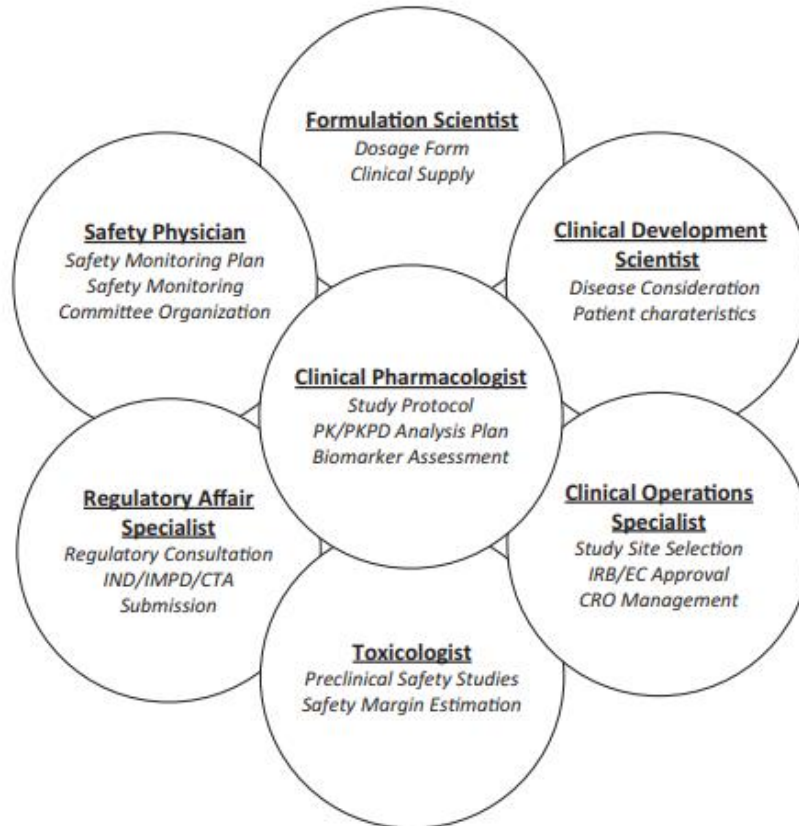 Formulation Scientist
Dosage Form
Clinical Supply
Safety Physician
Safety Monitoring Plan
Safety Monitoring
Committee Organization
Clinical Development
Scientist
Disease Consideration
Patient charateristics
Clinical Pharmacologist
Study Protocol
PK/PKPD Analysis Plan
Biomarker Assessment
Regulatory Affair
Specialist
Regulatory Consultation
IND/IMPD/CTA
Submission
Clinical Operations
Specialist
Study Site Selection
IRB/EC Approval
CRO Management
Toxicologist
Preclinical Safety Studies
Safety Margin Estimation